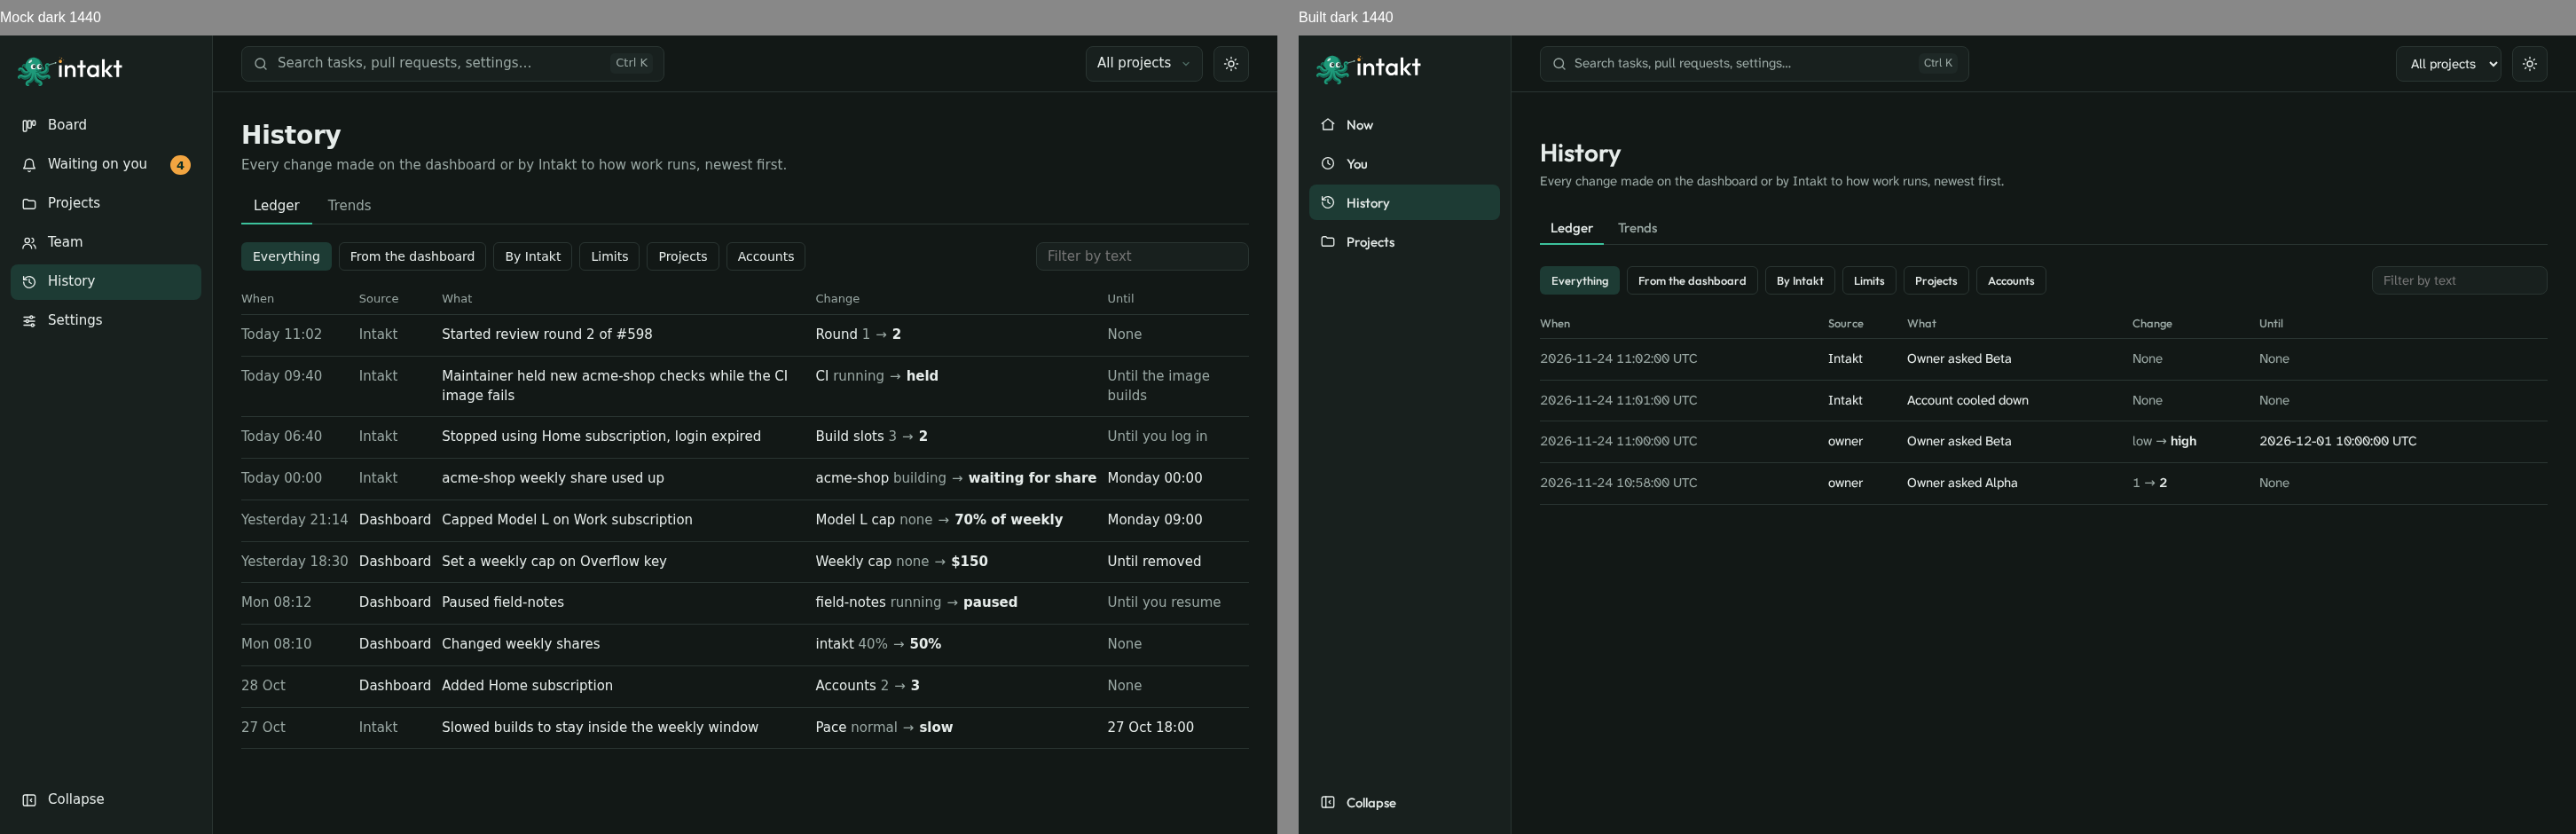 Mock dark 1440
intakt
Search tasks, pull requests, settings... Ctrl K
All projects
Board
Waiting on you 4
Projects
Team
History
Settings
Collapse
History
Every change made on the dashboard or by Intakt to how work runs, newest first.
Ledger Trends
Everything From the dashboard By Intakt Limits Projects Accounts Filter by text
When Source What Change Until
Today 11:02 Intakt Started review round 2 of #598 Round 1 → 2 None
Today 09:40 Intakt Maintainer held new acme-shop checks while the CI image fails CI running → held Until the image builds
Today 06:40 Intakt Stopped using Home subscription, login expired Build slots 3 → 2 Until you log in
Today 00:00 Intakt acme-shop weekly share used up acme-shop building → waiting for share Monday 00:00
Yesterday 21:14 Dashboard Capped Model L on Work subscription Model L cap none → 70% of weekly Monday 09:00
Yesterday 18:30 Dashboard Set a weekly cap on Overflow key Weekly cap none → $150 Until removed
Mon 08:12 Dashboard Paused field-notes field-notes running → paused Until you resume
Mon 08:10 Dashboard Changed weekly shares intakt 40% → 50% None
28 Oct Dashboard Added Home subscription Accounts 2 → 3 None
27 Oct Intakt Slowed builds to stay inside the weekly window Pace normal → slow 27 Oct 18:00
Built dark 1440
intakt
Search tasks, pull requests, settings... Ctrl K
All projects
Now
You
History
Projects
Collapse
History
Every change made on the dashboard or by Intakt to how work runs, newest first.
Ledger Trends
Everything From the dashboard By Intakt Limits Projects Accounts Filter by text
When Source What Change Until
2026-11-24 11:02:00 UTC Intakt Owner asked Beta None None
2026-11-24 11:01:00 UTC Intakt Account cooled down None None
2026-11-24 11:00:00 UTC owner Owner asked Beta low → high 2026-12-01 10:00:00 UTC
2026-11-24 10:58:00 UTC owner Owner asked Alpha 1 → 2 None